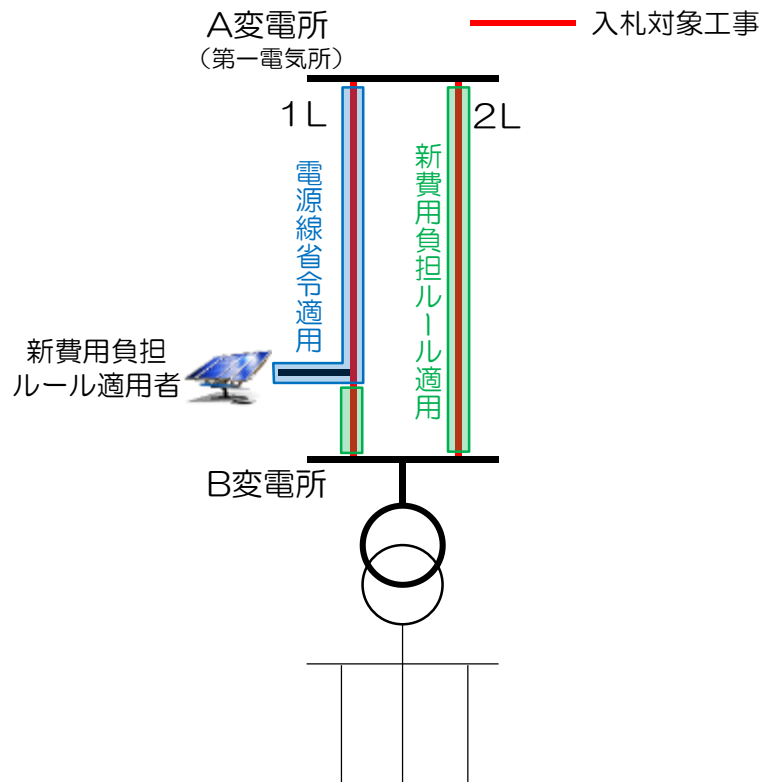 A変電所
（第一電気所）
入札対象工事
1L
2L
電源線省令適用
新費用負担ルール適用
新費用負担
ルール適用者
B変電所